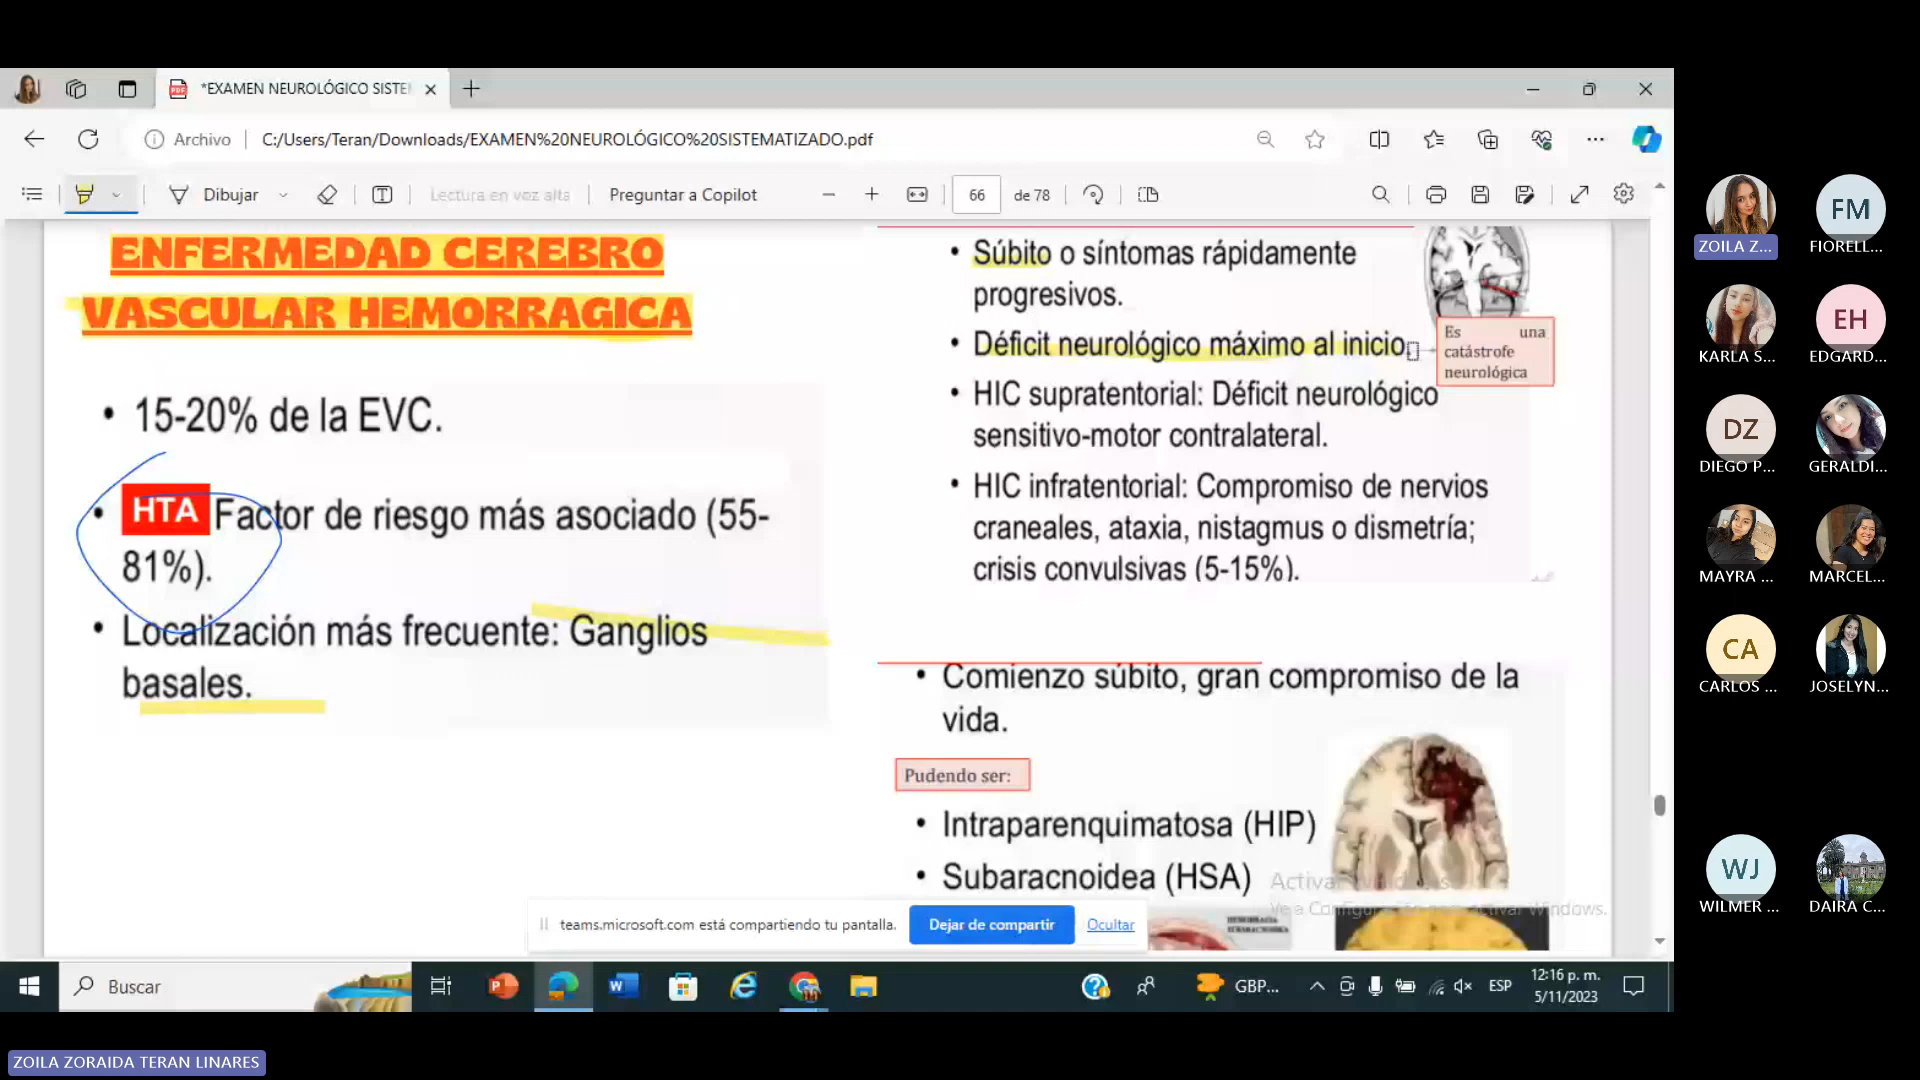 *EXAMEN NEUROLÓGICO SISTE
Archivo
C:/Users/Teran/Downloads/EXAMEN%20NEUROLÓGICO%20SISTEMATIZADO.pdf
Dibujar
Lectura en voz alta
Preguntar a Copilot
66
de 78
ENFERMEDAD CEREBRO
VASCULAR HEMORRAGICA
• 15-20% de la EVC.
• HTA Factor de riesgo más asociado (55-
81%).
• Localización más frecuente: Ganglios
basales.
• Súbito o síntomas rápidamente
progresivos.
• Déficit neurológico máximo al inicio.
Es una
catástrofe
neurológica
• HIC supratentorial: Déficit neurológico
sensitivo-motor contralateral.
• HIC infratentorial: Compromiso de nervios
craneales, ataxia, nistagmus o dismetría;
crisis convulsivas (5-15%).
• Comienzo súbito, gran compromiso de la
vida.
Pudendo ser:
• Intraparenquimatosa (HIP)
• Subaracnoidea (HSA)
HEMORRAGIA
SUBARACNOIDEA
teams.microsoft.com está compartiendo tu pantalla.
Dejar de compartir
Ocultar
Buscar
GBP...
ESP
12:16 p. m.
5/11/2023
ZOILA Z...
FM
FIORELL...
KARLA S...
EH
EDGARD...
DZ
DIEGO P...
GERALDI...
MAYRA ...
MARCEL...
CA
CARLOS ...
JOSELYN...
WJ
WILMER ...
DAIRA C...
ZOILA ZORAIDA TERAN LINARES